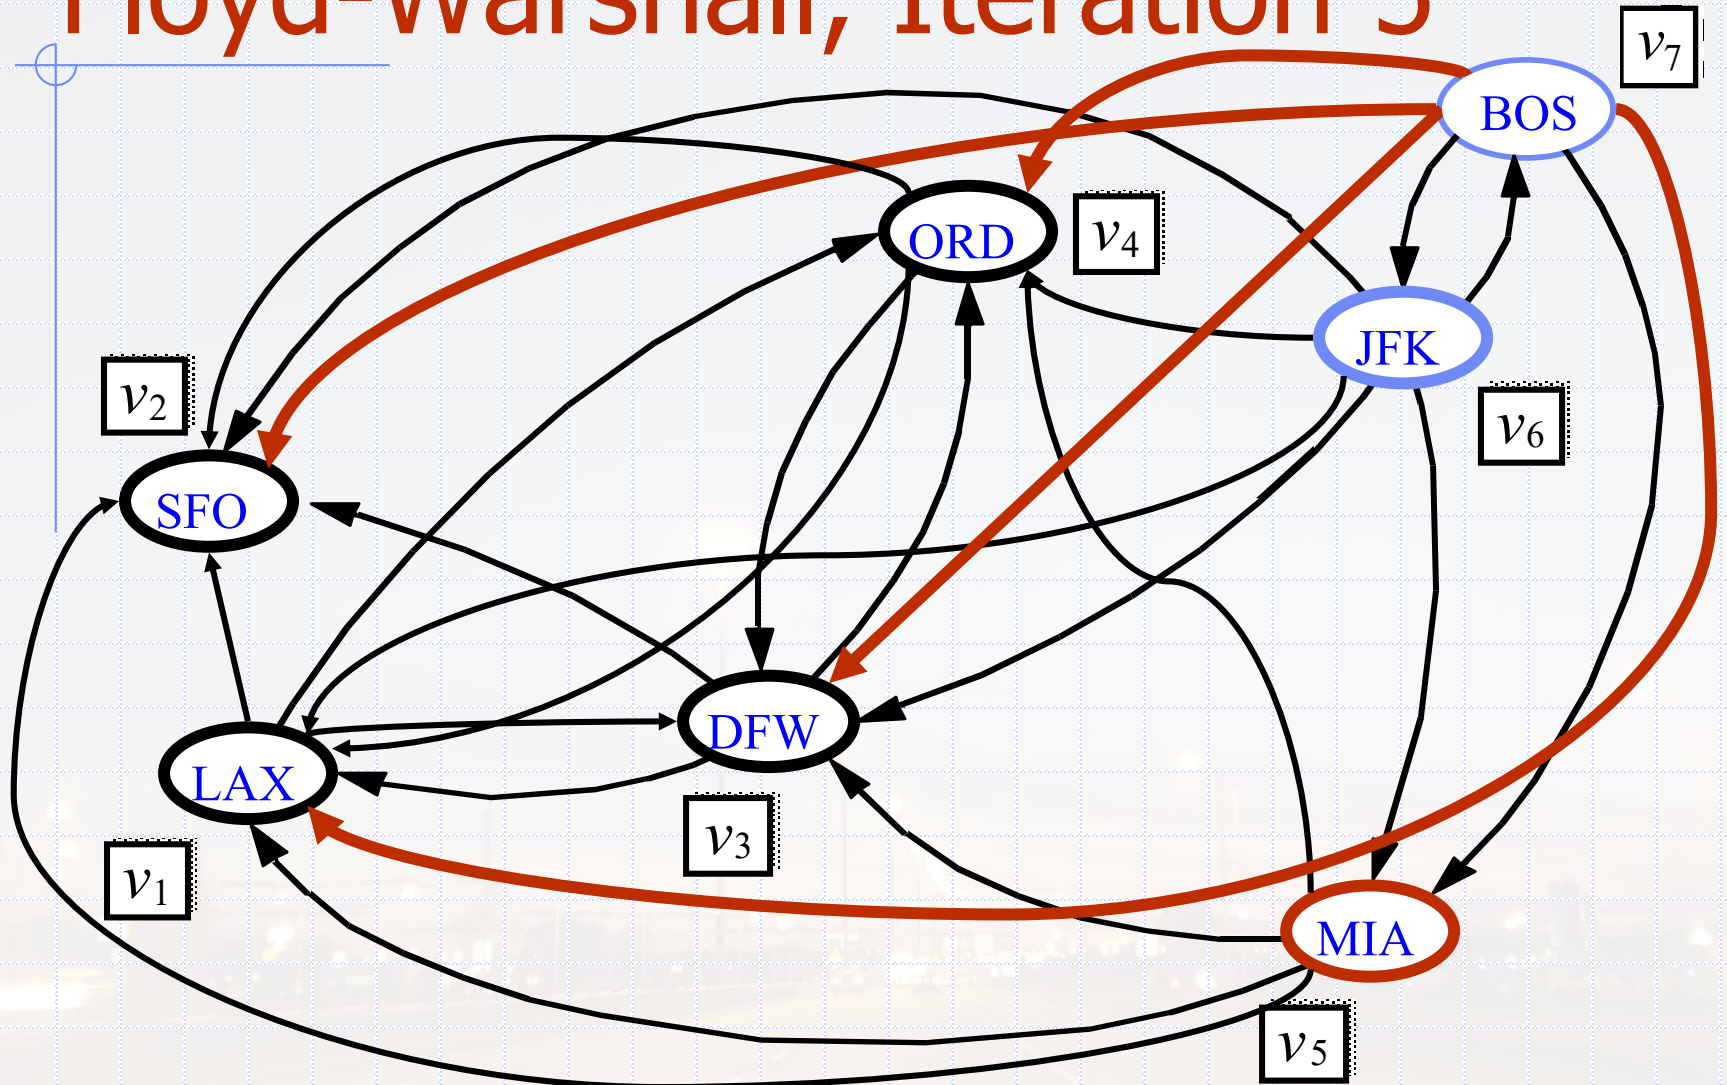 Floyd-Warshall, Iteration 5
v7
BOS
ORD
v4
JFK
v2
v6
SFO
DFW
LAX
v3
v1
MIA
v5